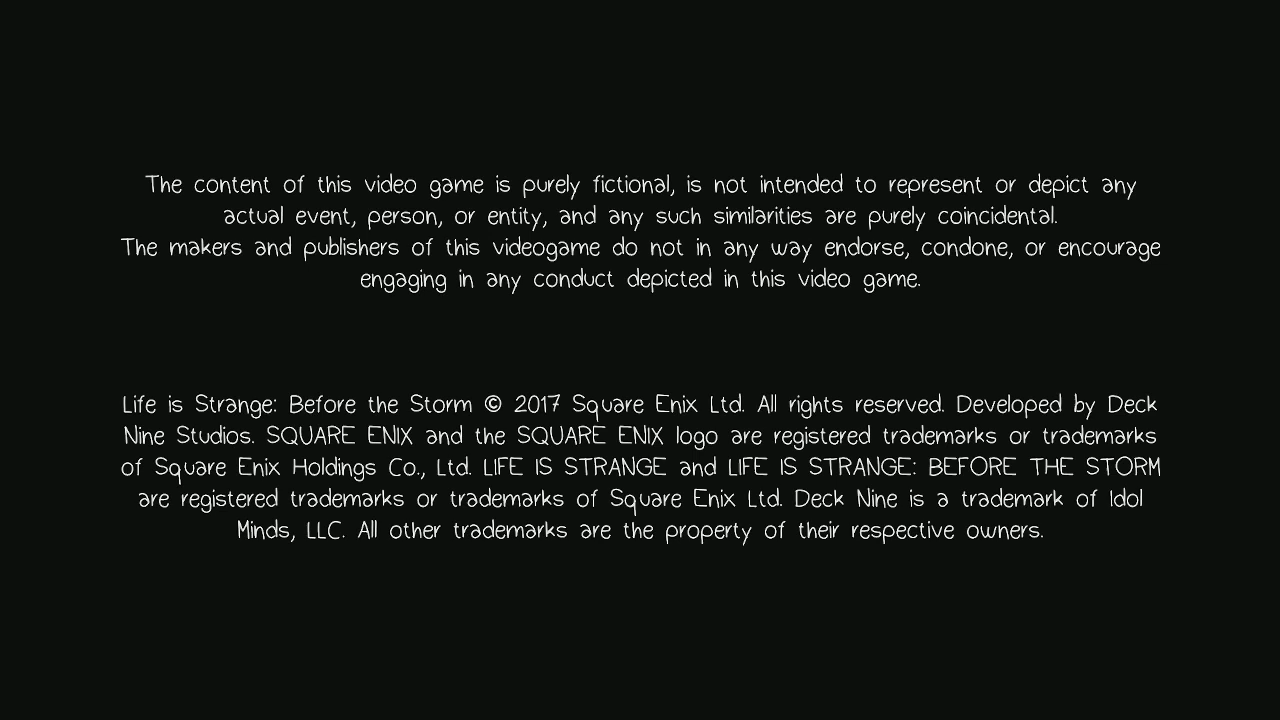 The content of this video game is purely fictional, is not intended to represent or depict any
actual event, person, or entity, and any such similarities are purely coincidental.
The makers and publishers of this videogame do not in any way endorse, condone, or encourage
engaging in any conduct depicted in this video game.
Life is Strange: Before the Storm © 2017 Square Enix Ltd. All rights reserved. Developed by Deck
Nine Studios. SQUARE ENIX and the SQUARE ENIX logo are registered trademarks or trademarks
of Square Enix Holdings Co., Ltd. LIFE IS STRANGE and LIFE IS STRANGE: BEFORE THE STORM
are registered trademarks or trademarks of Square Enix Ltd. Deck Nine is a trademark of Idol
Minds, LLC. All other trademarks are the property of their respective owners.